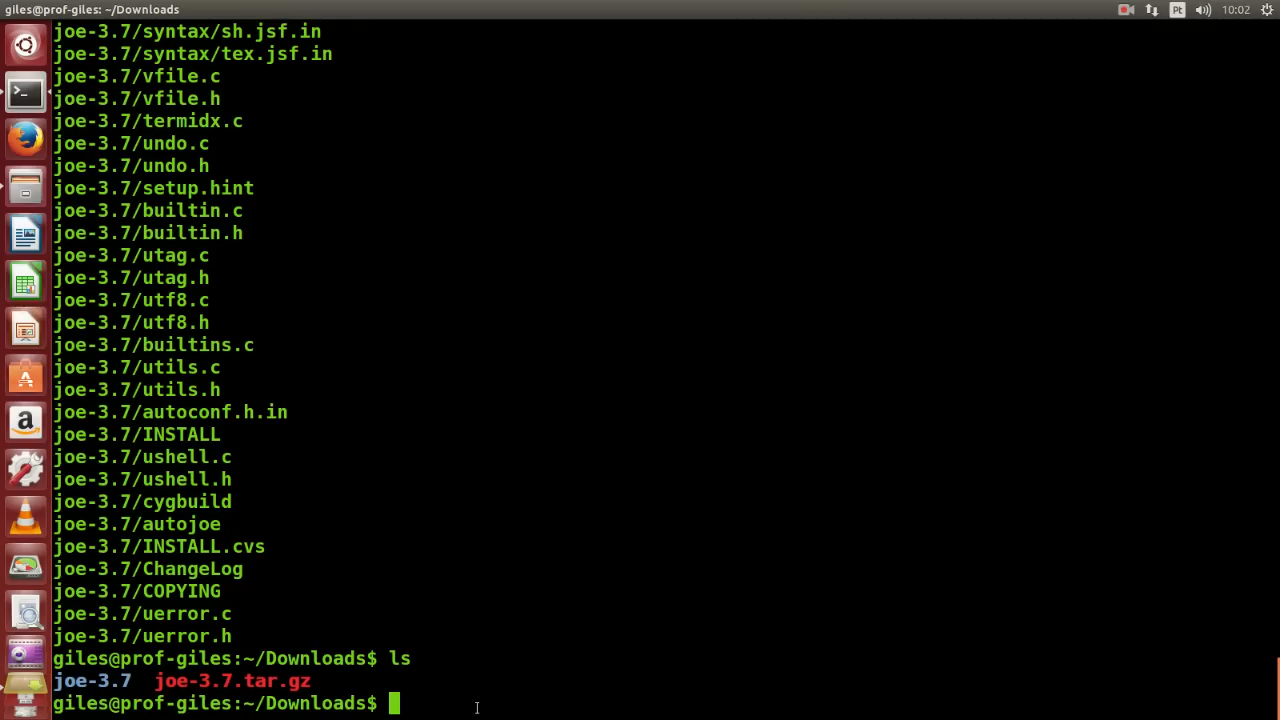 giles@prof-giles: ~/Downloads
Pt
10:02
joe-3.7/syntax/sh.jsf.in
joe-3.7/syntax/tex.jsf.in
joe-3.7/vfile.c
joe-3.7/vfile.h
joe-3.7/termidx.c
joe-3.7/undo.c
joe-3.7/undo.h
joe-3.7/setup.hint
joe-3.7/builtin.c
joe-3.7/builtin.h
joe-3.7/utag.c
joe-3.7/utag.h
joe-3.7/utf8.c
joe-3.7/utf8.h
joe-3.7/builtins.c
joe-3.7/utils.c
joe-3.7/utils.h
joe-3.7/autoconf.h.in
joe-3.7/INSTALL
joe-3.7/ushell.c
joe-3.7/ushell.h
joe-3.7/cygbuild
joe-3.7/autojoe
joe-3.7/INSTALL.cvs
joe-3.7/ChangeLog
joe-3.7/COPYING
joe-3.7/uerror.c
joe-3.7/uerror.h
giles@prof-giles:~/Downloads$ ls
joe-3.7  joe-3.7.tar.gz
giles@prof-giles:~/Downloads$